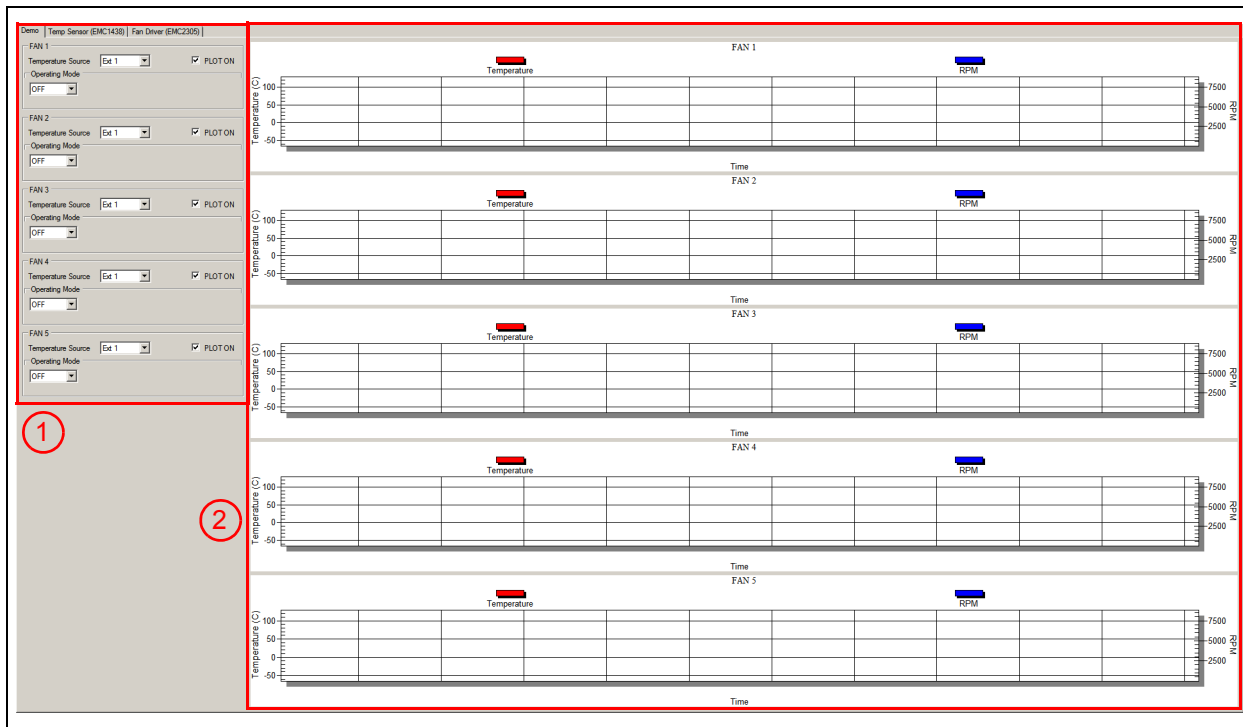 Demo Temp Sensor (EMC1438) Fan Driver (EMC2305)
FAN 1
Temperature Source Ext 1 PLOT ON
Operating Mode
OFF
FAN 2
Temperature Source Ext 1 PLOT ON
Operating Mode
OFF
FAN 3
Temperature Source Ext 1 PLOT ON
Operating Mode
OFF
FAN 4
Temperature Source Ext 1 PLOT ON
Operating Mode
OFF
FAN 5
Temperature Source Ext 1 PLOT ON
Operating Mode
OFF
1
2
FAN 1
Temperature RPM
Temperature (C)
100
50
0
-50
7500
5000
2500
RPM
Time
FAN 2
Temperature RPM
Temperature (C)
100
50
0
-50
7500
5000
2500
RPM
Time
FAN 3
Temperature RPM
Temperature (C)
100
50
0
-50
7500
5000
2500
RPM
Time
FAN 4
Temperature RPM
Temperature (C)
100
50
0
-50
7500
5000
2500
RPM
Time
FAN 5
Temperature RPM
Temperature (C)
100
50
0
-50
7500
5000
2500
RPM
Time